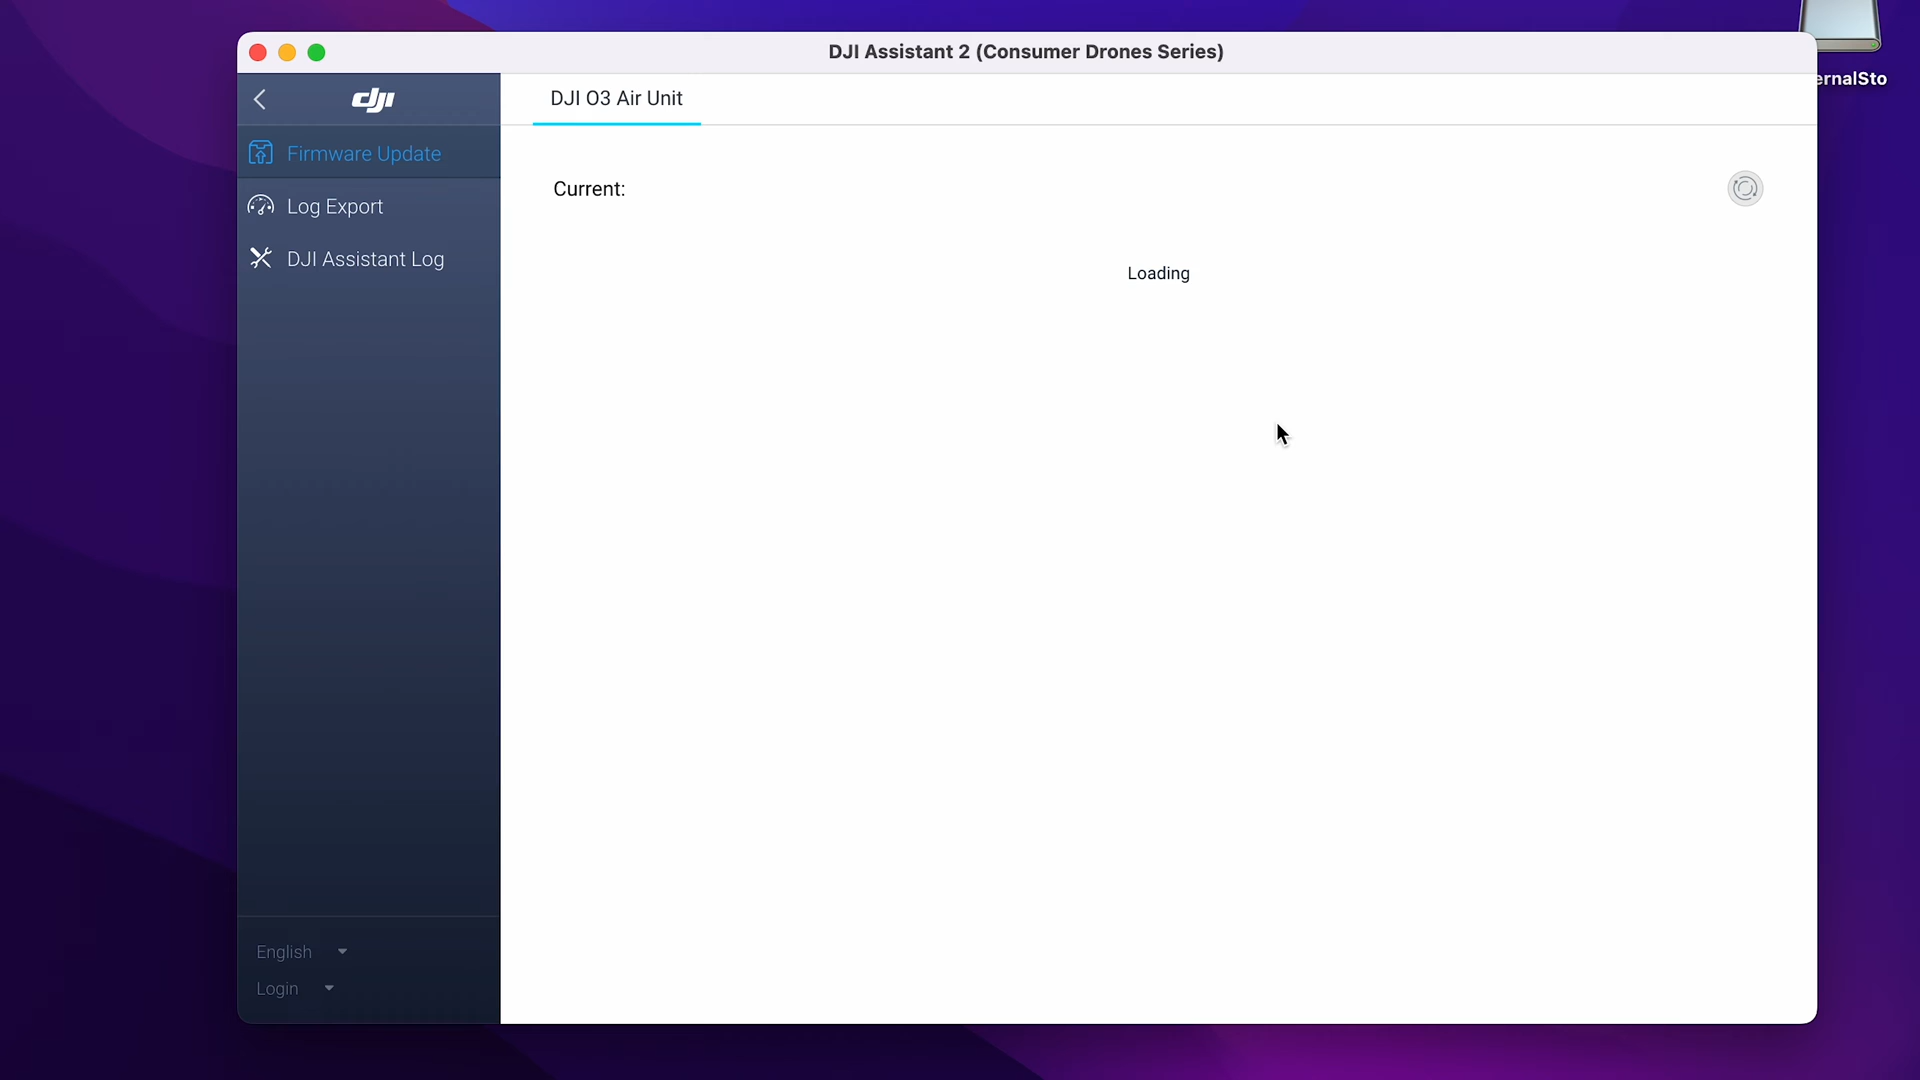 DJI Assistant 2 (Consumer Drones Series)
ernalSto
dji
DJI O3 Air Unit
Firmware Update
Log Export
DJI Assistant Log
Current:
Loading
English
Login